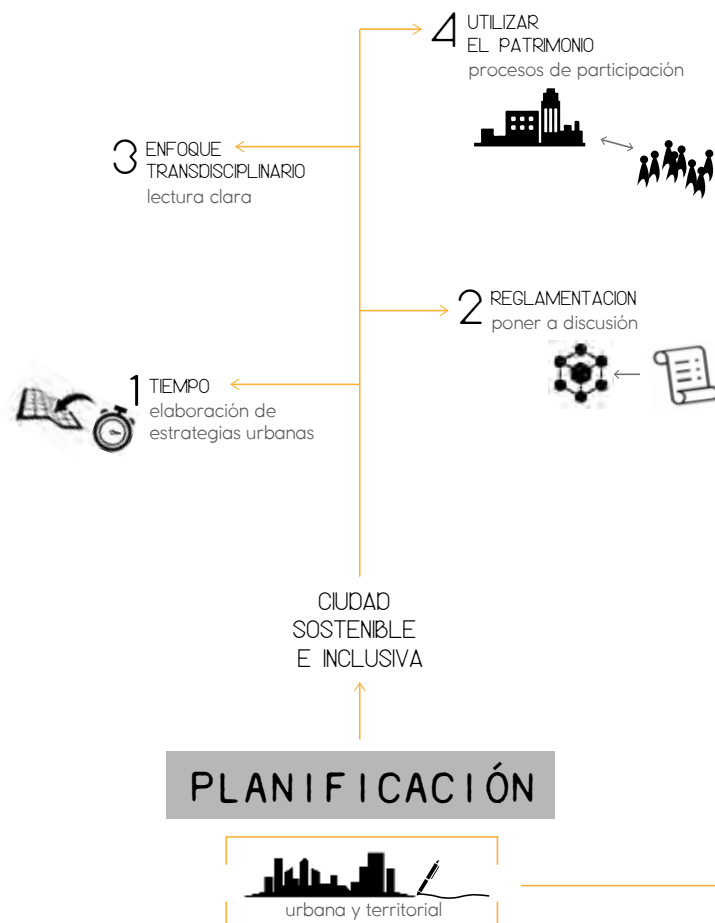 4 UTILIZAR
EL PATRIMONIO
procesos de participación
3 ENFOQUE
TRANSDISCIPLINARIO
lectura clara
2 REGLAMENTACION
poner a discusión
1 TIEMPO
elaboración de
estrategias urbanas
CIUDAD
SOSTENIBLE
E INCLUSIVA
PLANIFICACIÓN
urbana y territorial